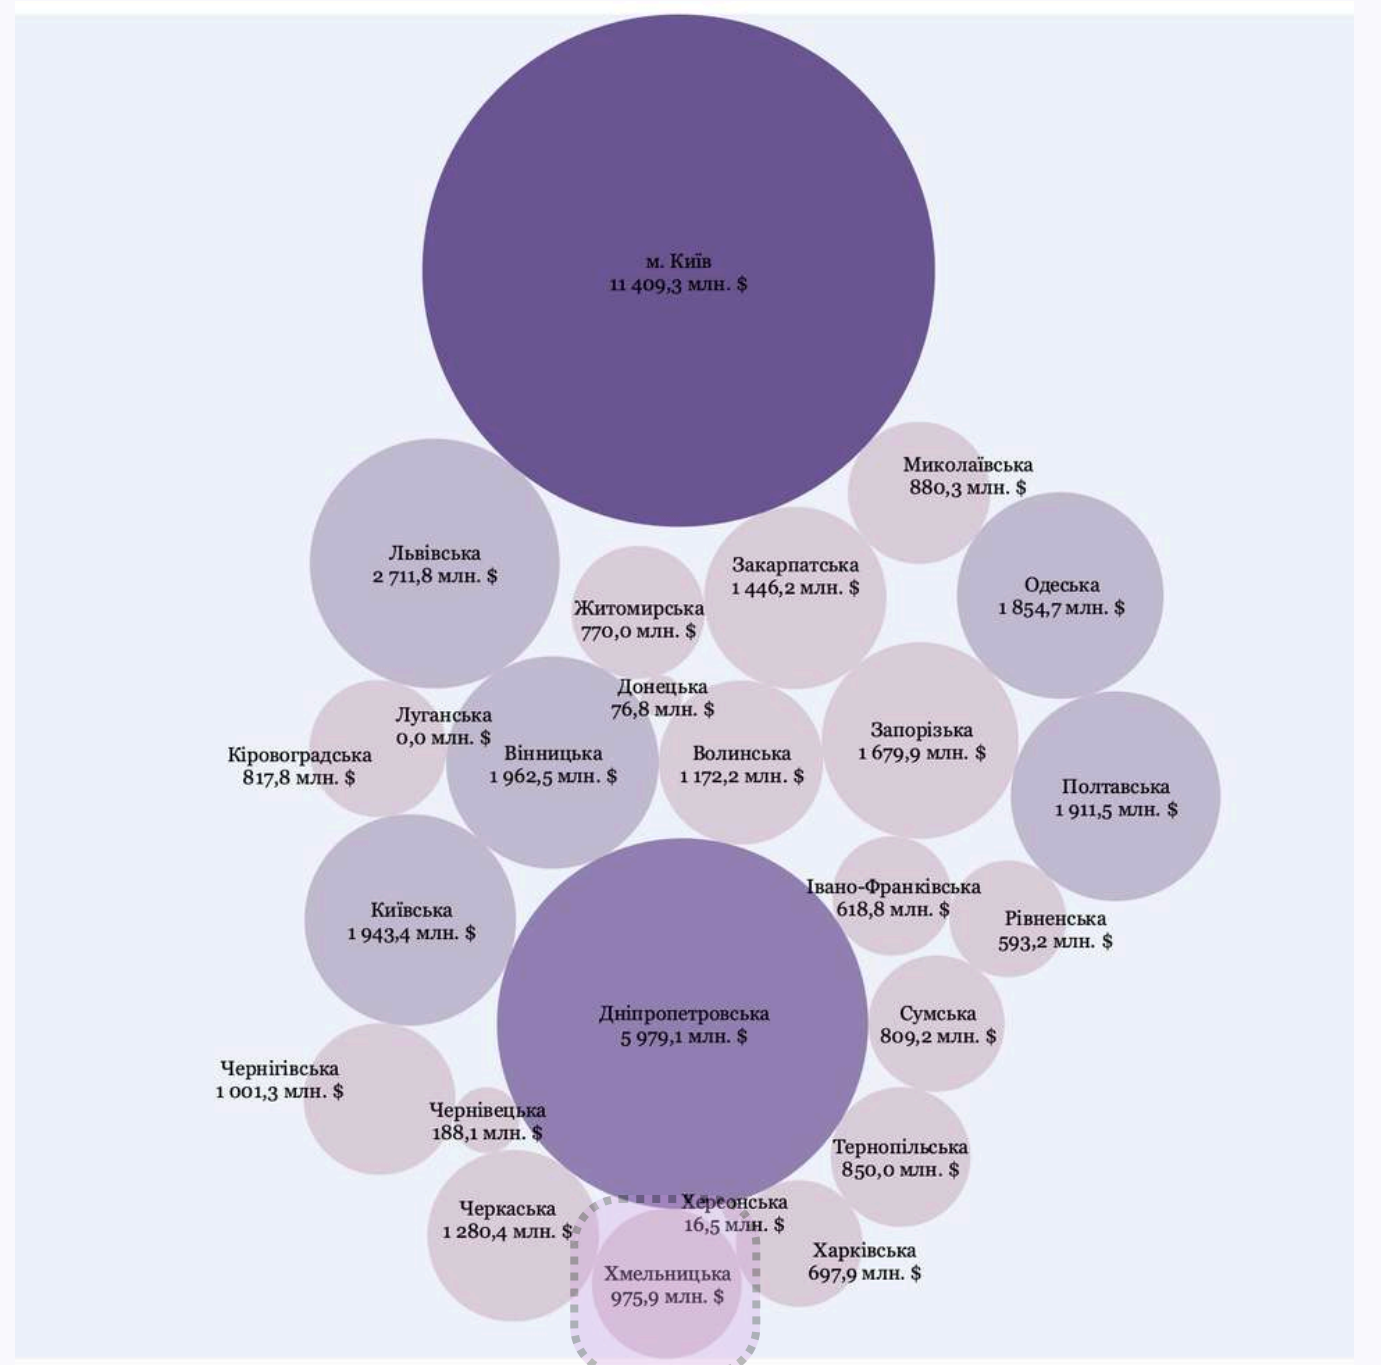 м. Київ
11 409,3 млн. $
Миколаївська
880,3 млн. $
Львівська
2 711,8 млн. $
Закарпатська
1 446,2 млн. $
Одеська
1 854,7 млн. $
Житомирська
770,0 млн. $
Донецька
76,8 млн. $
Луганська
0,0 млн. $
Кіровоградська
817,8 млн. $
Вінницька
1 962,5 млн. $
Волинська
1 172,2 млн. $
Запорізька
1 679,9 млн. $
Полтавська
1 911,5 млн. $
Івано-Франківська
618,8 млн. $
Київська
1 943,4 млн. $
Рівненська
593,2 млн. $
Дніпропетровська
5 979,1 млн. $
Сумська
809,2 млн. $
Чернігівська
1 001,3 млн. $
Чернівецька
188,1 млн. $
Тернопільська
850,0 млн. $
Черкаська
1 280,4 млн. $
Херсонська
16,5 млн. $
Харківська
697,9 млн. $
Хмельницька
975,9 млн. $